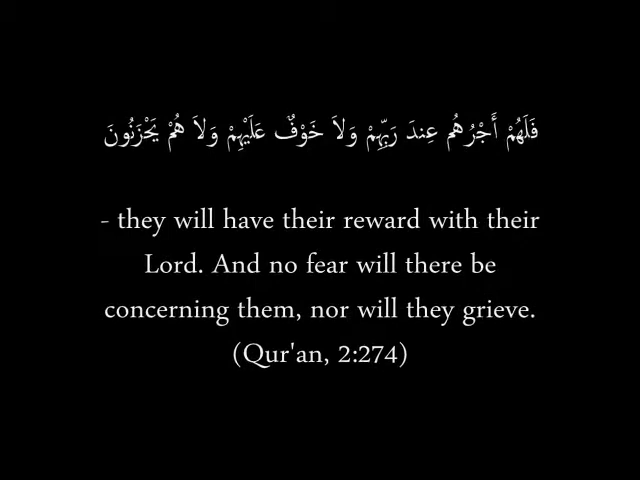 فَلَهُمْ أَجْرُهُم عِندَ رَبِّهِمْ وَلاَ خَوْفٌ عَلَيْهِمْ وَلاَ هُمْ يَحْزَنُونَ
- they will have their reward with their
Lord. And no fear will there be
concerning them, nor will they grieve.
(Qur'an, 2:274)